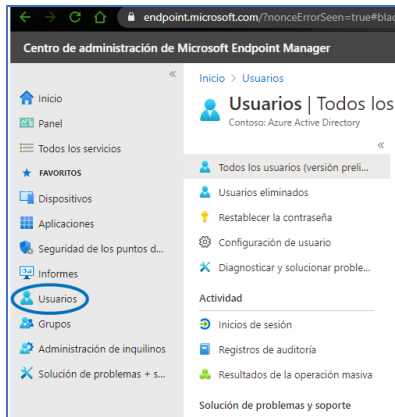 endpoint.microsoft.com/?nonceErrorSeen=true#blac
Centro de administración de Microsoft Endpoint Manager
«
Inicio
Panel
Todos los servicios
FAVORITOS
Dispositivos
Aplicaciones
Seguridad de los puntos d...
Informes
Usuarios
Grupos
Administración de inquilinos
Solución de problemas + s...
Inicio > Usuarios
Usuarios | Todos los
Contoso: Azure Active Directory
«
Todos los usuarios (versión preli...
Usuarios eliminados
Restablecer la contraseña
Configuración de usuario
Diagnosticar y solucionar proble...
Actividad
Inicios de sesión
Registros de auditoría
Resultados de la operación masiva
Solución de problemas y soporte